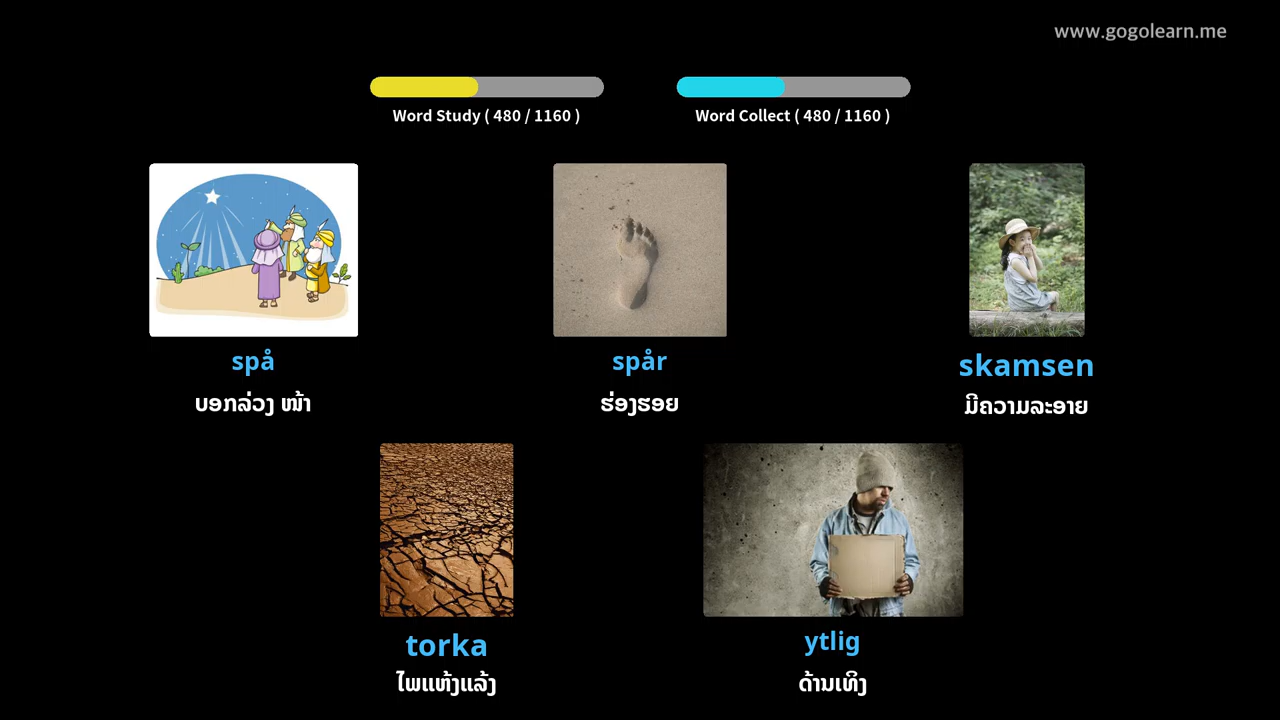 www.gogolearn.me
Word Study ( 480 / 1160 )
Word Collect ( 480 / 1160 )
spå
spår
skamsen
ບອກລ່ວງ ໜ້າ
ຮ່ອງຮອຍ
ມີຄວາມລະອາຍ
torka
ytlig
ໄພແຫ້ງແລ້ງ
ດ້ານເທິງ